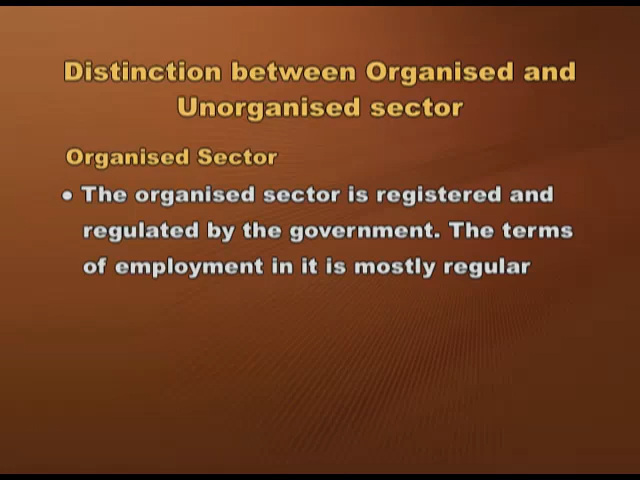 Distinction between Organised and
Unorganised sector
Organised Sector
• The organised sector is registered and
regulated by the government. The terms
of employment in it is mostly regular